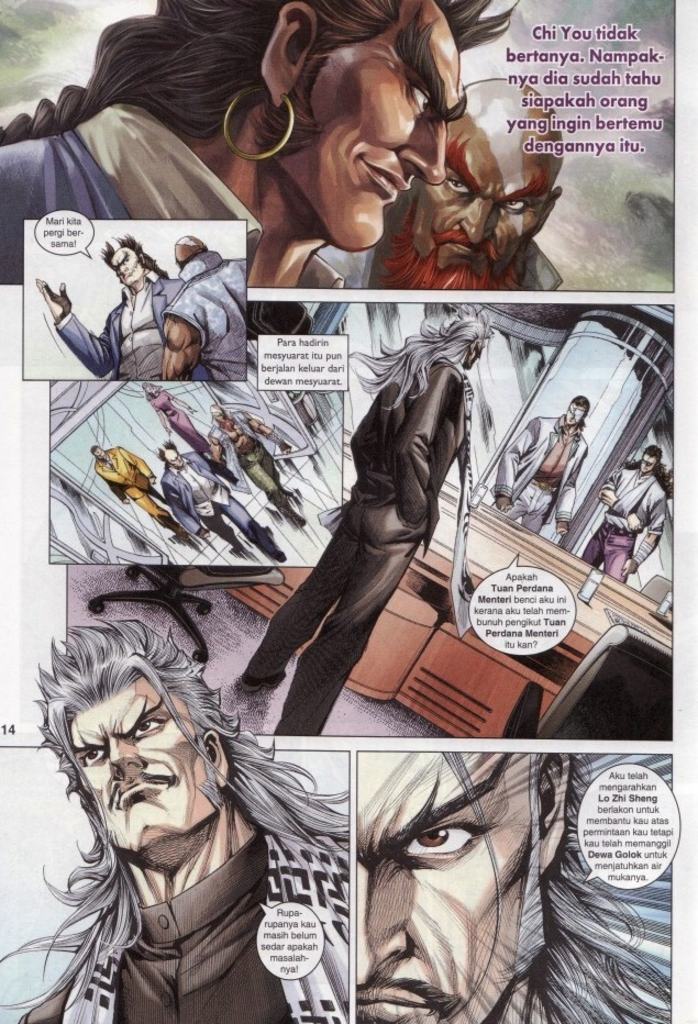 Chi You tidak
bertanya. Nampak-
nya dia sudah tahu
siapakah orang
yang ingin bertemu
dengannya itu.
Mari kita
pergi ber-
sama!
Para hadirin
mesyuarat itu pun
berjalan keluar dari
dewan mesyuarat.
Apakah
Tuan Perdana
Menteri benci aku ini
kerana aku telah mem-
bunuh pengikut Tuan
Perdana Menteri
itu kan?
14
Rupa-
rupanya kau
masih belum
sedar apakah
masalah-
nya!
Aku telah
mengarahkan
Lo Zhi Sheng
berlakon untuk
membantu kau atas
permintaan kau tetapi
kau telah memanggil
Dewa Golok untuk
menjatuhkan air
mukanya.